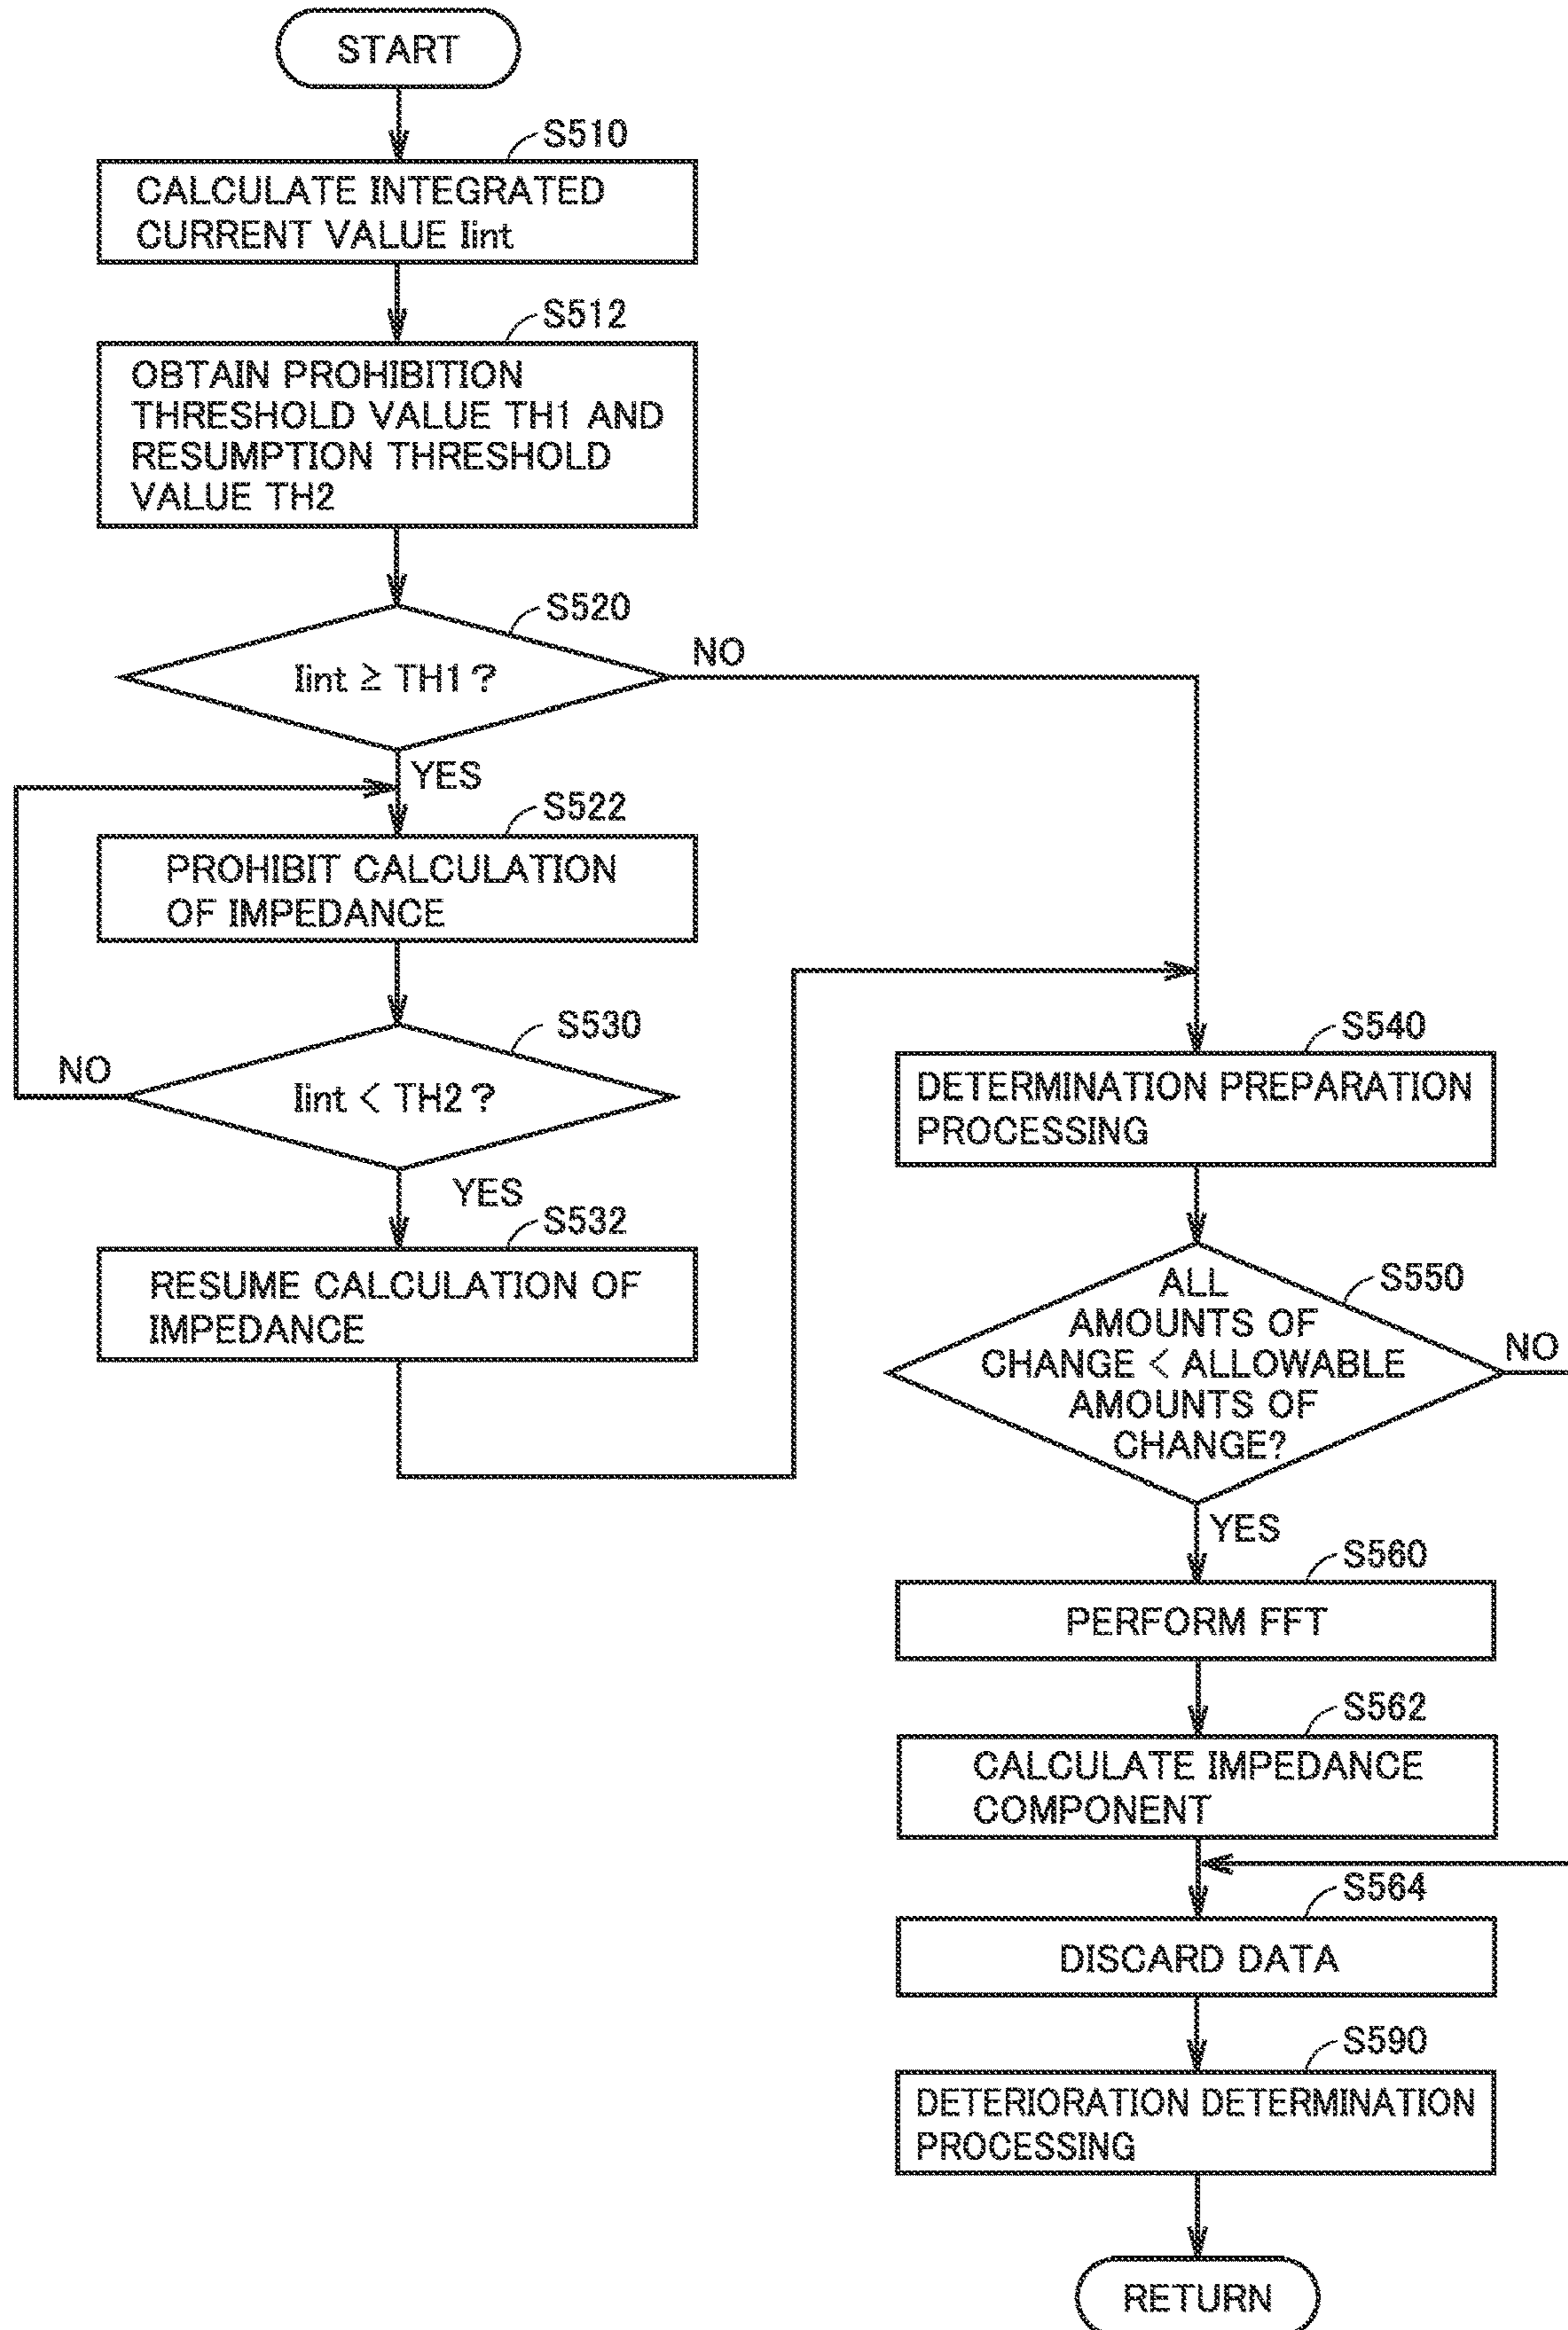 START
S510
CALCULATE INTEGRATED
CURRENT VALUE Iint
S512
OBTAIN PROHIBITION
THRESHOLD VALUE TH1 AND
RESUMPTION THRESHOLD
VALUE TH2
S520
Iint ≥ TH1?
NO
YES
S522
PROHIBIT CALCULATION
OF IMPEDANCE
S530
Iint < TH2?
NO
YES
S532
RESUME CALCULATION OF
IMPEDANCE
S540
DETERMINATION PREPARATION
PROCESSING
S550
ALL
AMOUNTS OF
CHANGE < ALLOWABLE
AMOUNTS OF
CHANGE?
NO
YES
S560
PERFORM FFT
S562
CALCULATE IMPEDANCE
COMPONENT
S564
DISCARD DATA
S590
DETERIORATION DETERMINATION
PROCESSING
RETURN